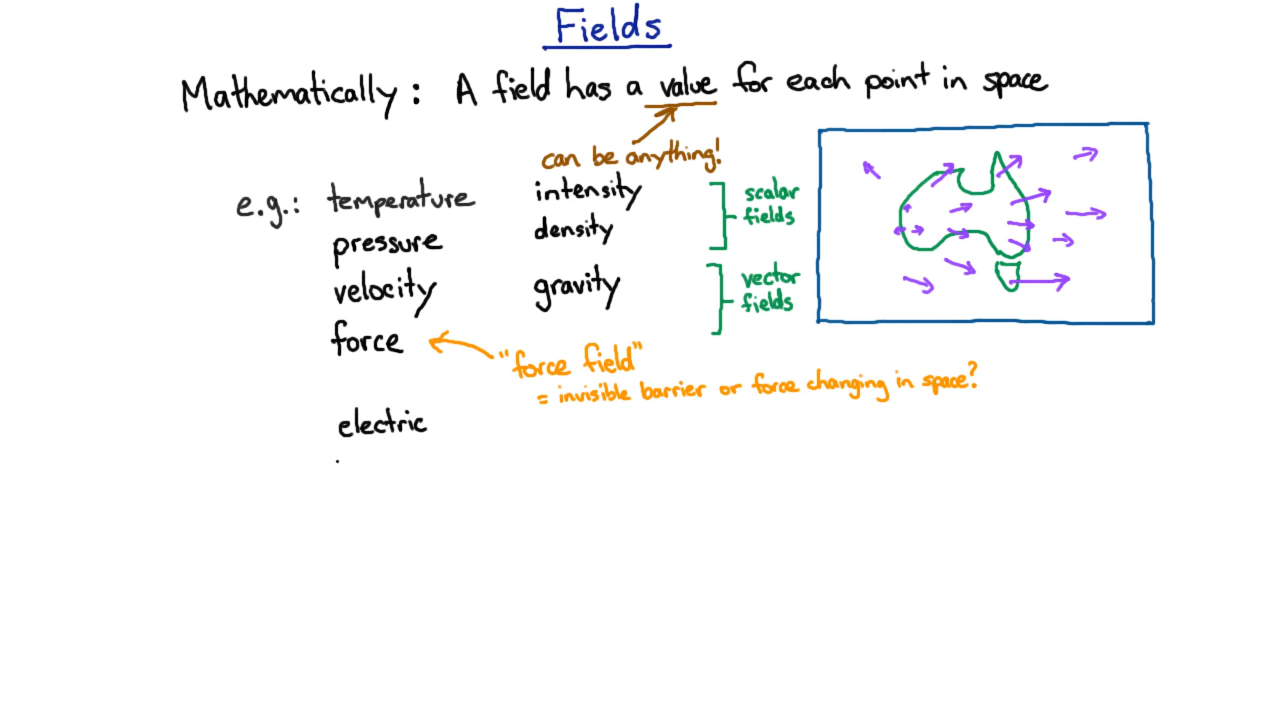 Fields
Mathematically: A field has a value for each point in space
can be anything!
e.g.: temperature intensity
pressure density
scalar
fields
velocity gravity
vector
fields
force
"force field"
= invisible barrier or force changing in space?
electric